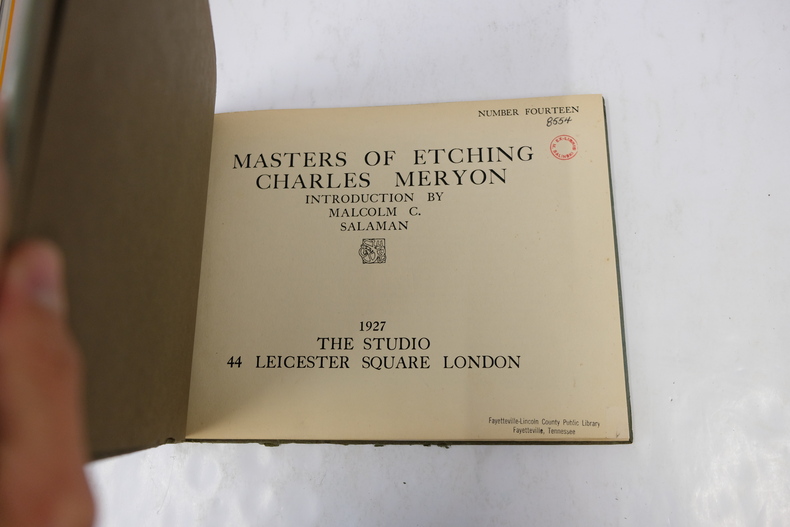 NUMBER FOURTEEN
8554
MASTERS OF ETCHING
CHARLES MERYON
INTRODUCTION BY
MALCOLM C.
SALAMAN
1927
THE STUDIO
44 LEICESTER SQUARE LONDON
Fayetteville-Lincoln County Public Library
Fayetteville, Tennessee